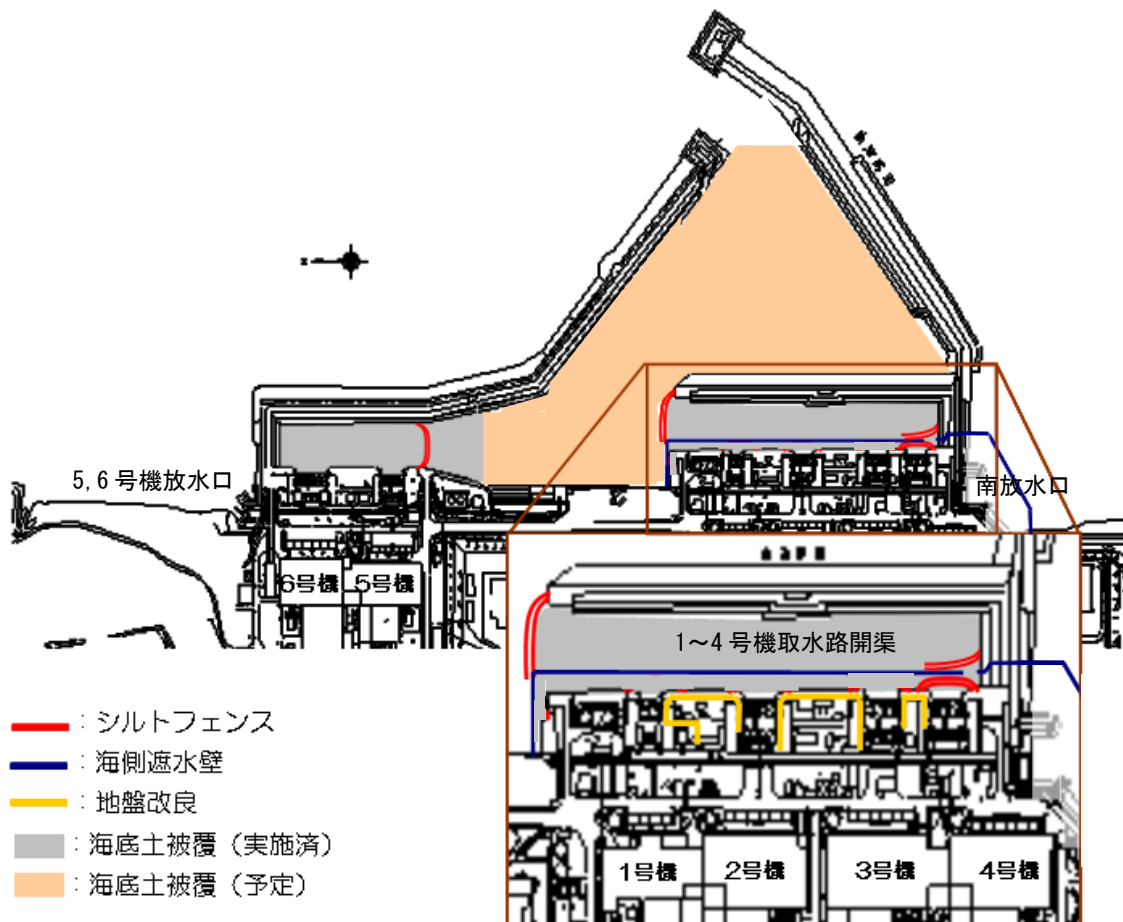 5,6号機放水口
南放水口
6号機
5号機
1～4号機取水路開渠
1号機
2号機
3号機
4号機
：シルトフェンス
：海側遮水壁
：地盤改良
：海底土被覆（実施済）
：海底土被覆（予定）